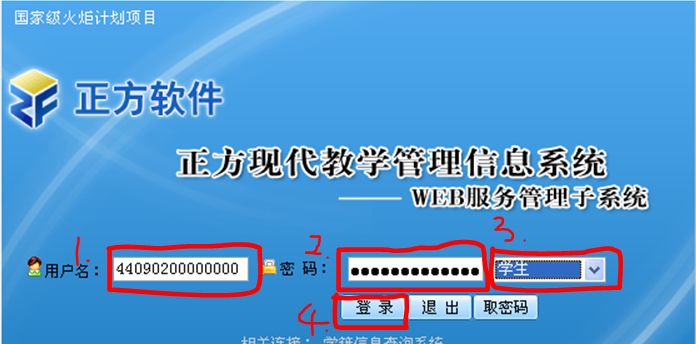 国家级火炬计划项目
ZF 正方软件
正方现代教学管理信息系统
——WEB服务管理子系统
1. 2. 3.
用户名： 44090200000000 密 码： ●●●●●●●●●●●●● 学生
4. 登 录 退 出 取密码
相关连接： 学籍信息查询系统